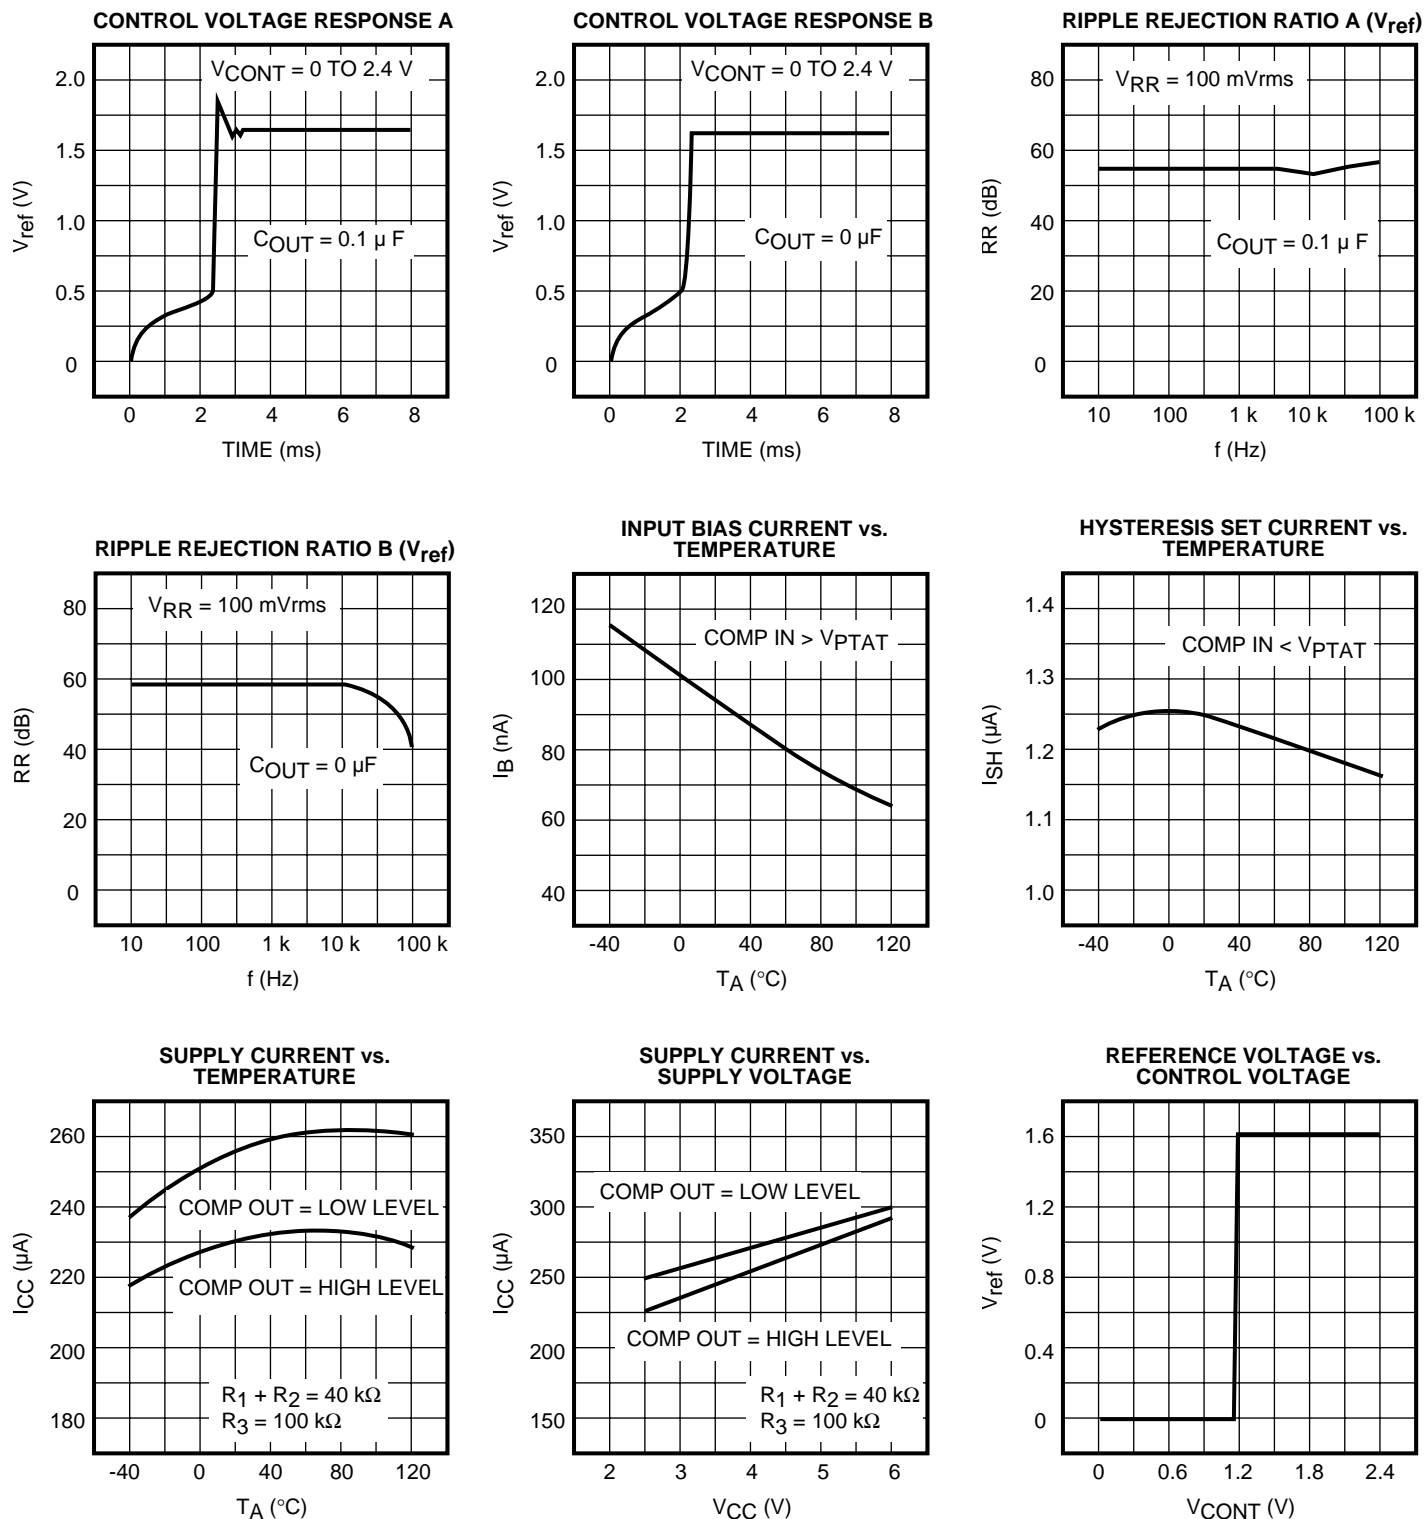 CONTROL VOLTAGE RESPONSE A
2.0
1.5
1.0
0.5
0
Vref (V)
VCONT = 0 TO 2.4 V
COUT = 0.1 µ F
0 2 4 6 8
TIME (ms)
CONTROL VOLTAGE RESPONSE B
2.0
1.5
1.0
0.5
0
Vref (V)
VCONT = 0 TO 2.4 V
COUT = 0 µF
0 2 4 6 8
TIME (ms)
RIPPLE REJECTION RATIO A (Vref)
80
60
40
20
0
RR (dB)
VRR = 100 mVrms
COUT = 0.1 µ F
10 100 1 k 10 k 100 k
f (Hz)
RIPPLE REJECTION RATIO B (Vref)
80
60
40
20
0
RR (dB)
VRR = 100 mVrms
COUT = 0 µF
10 100 1 k 10 k 100 k
f (Hz)
INPUT BIAS CURRENT vs.
TEMPERATURE
120
100
80
60
40
IB (nA)
COMP IN > VPTAT
-40 0 40 80 120
TA (°C)
HYSTERESIS SET CURRENT vs.
TEMPERATURE
1.4
1.3
1.2
1.1
1.0
ISH (µA)
COMP IN < VPTAT
-40 0 40 80 120
TA (°C)
SUPPLY CURRENT vs.
TEMPERATURE
260
240
220
200
180
ICC (µA)
COMP OUT = LOW LEVEL
COMP OUT = HIGH LEVEL
R1 + R2 = 40 kΩ
R3 = 100 kΩ
-40 0 40 80 120
TA (°C)
SUPPLY CURRENT vs.
SUPPLY VOLTAGE
350
300
250
200
150
ICC (µA)
COMP OUT = LOW LEVEL
COMP OUT = HIGH LEVEL
R1 + R2 = 40 kΩ
R3 = 100 kΩ
2 3 4 5 6
VCC (V)
REFERENCE VOLTAGE vs.
CONTROL VOLTAGE
1.6
1.2
0.8
0.4
0
Vref (V)
0 0.6 1.2 1.8 2.4
VCONT (V)